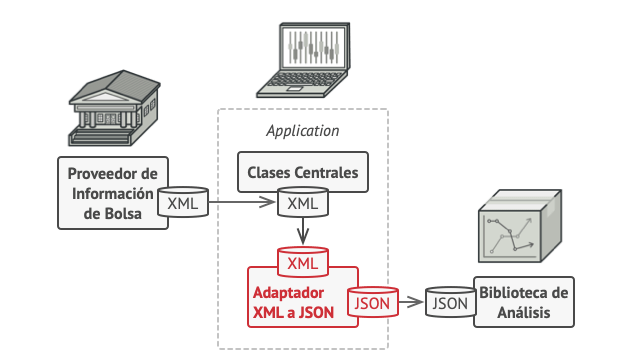 Application
Proveedor de
Información
de Bolsa
XML
Clases Centrales
XML
XML
Adaptador
XML a JSON
JSON
JSON
Biblioteca de
Análisis